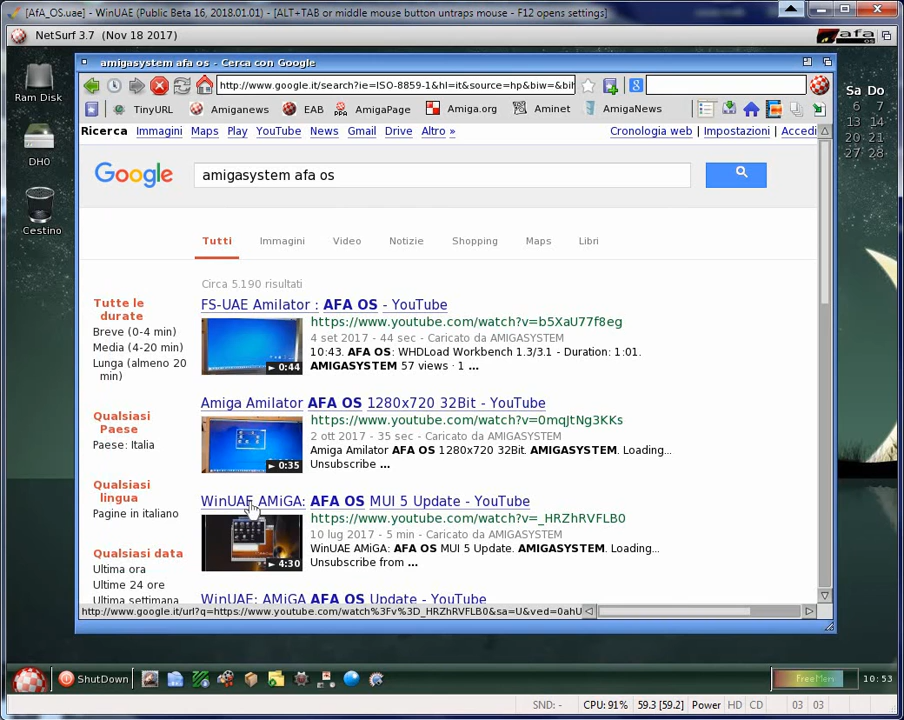 [AfA_OS.uae] - WinUAE (Public Beta 16, 2018.01.01) - [ALT+TAB or middle mouse button untraps mouse - F12 opens settings]
NetSurf 3.7 (Nov 18 2017)
afa os
amigasystem afa os - Cerca con Google
http://www.google.it/search?ie=ISO-8859-1&hl=it&source=hp&biw=&bih
TinyURL Amiganews EAB AmigaPage Amiga.org Aminet AmigaNews
Ricerca Immagini Maps Play YouTube News Gmail Drive Altro » Cronologia web | Impostazioni | Accedi
Google
amigasystem afa os
Tutti Immagini Video Notizie Shopping Maps Libri
Circa 5.190 risultati
Tutte le
durate
Breve (0-4 min)
Media (4-20 min)
Lunga (almeno 20
min)
Qualsiasi
Paese
Paese: Italia
Qualsiasi
lingua
Pagine in italiano
Qualsiasi data
Ultima ora
Ultime 24 ore
Ultima settimana
FS-UAE Amilator : AFA OS - YouTube
https://www.youtube.com/watch?v=b5XaU77f8eg
4 set 2017 - 44 sec - Caricato da AMIGASYSTEM
10:43. AFA OS: WHDLoad Workbench 1.3/3.1 - Duration: 1:01.
AMIGASYSTEM 57 views · 1 ...
► 0:44
Amiga Amilator AFA OS 1280x720 32Bit - YouTube
https://www.youtube.com/watch?v=0mqJtNg3KKs
2 ott 2017 - 35 sec - Caricato da AMIGASYSTEM
Amiga Amilator AFA OS 1280x720 32Bit. AMIGASYSTEM. Loading...
Unsubscribe ...
► 0:35
WinUAE AMiGA: AFA OS MUI 5 Update - YouTube
https://www.youtube.com/watch?v=_HRZhRVFLB0
10 lug 2017 - 5 min - Caricato da AMIGASYSTEM
WinUAE AMiGA: AFA OS MUI 5 Update. AMIGASYSTEM. Loading...
Unsubscribe from ...
► 4:30
WinUAE: AMiGA AFA OS Update - YouTube
http://www.google.it/url?q=https://www.youtube.com/watch%3Fv%3D_HRZhRVFLB0&sa=U&ved=0ahU
Ram Disk
DH0
Cestino
Sa Do
6 7
13 14
20 21
27 28
ShutDown
FreeMem
10:53
SND: - CPU: 91% 59.3 [59.2] Power HD CD 03 03